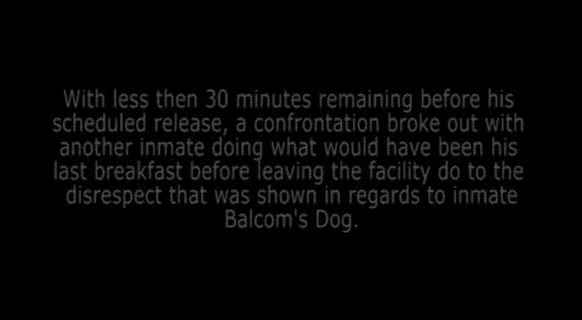 With less then 30 minutes remaining before his
scheduled release, a confrontation broke out with
another inmate doing what would have been his
last breakfast before leaving the facility do to the
disrespect that was shown in regards to inmate
Balcom's Dog.